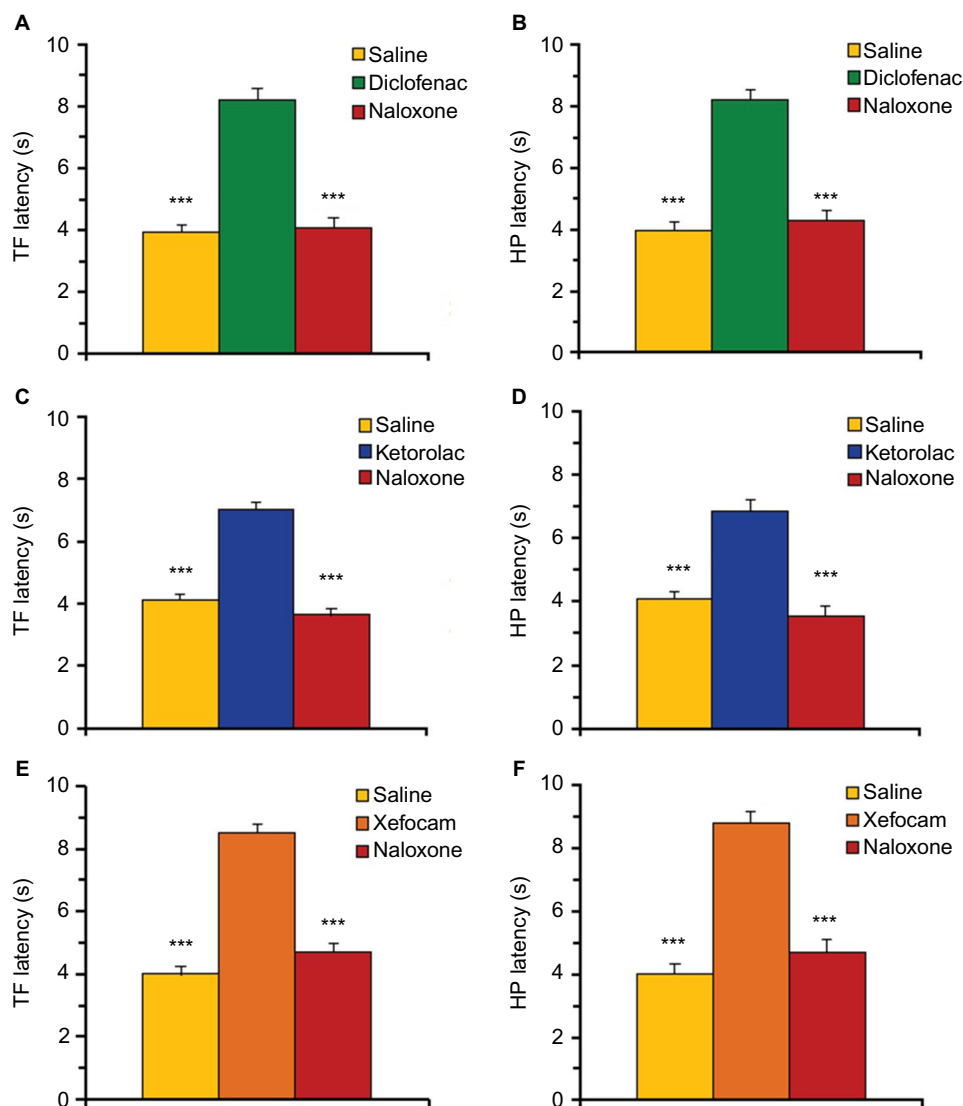 A
TF latency (s)
10
8
6
4
2
0
Saline
Diclofenac
Naloxone
***
***
B
HP latency (s)
10
8
6
4
2
0
Saline
Diclofenac
Naloxone
***
***
C
TF latency (s)
10
8
6
4
2
0
Saline
Ketorolac
Naloxone
***
***
D
HP latency (s)
10
8
6
4
2
0
Saline
Ketorolac
Naloxone
***
***
E
TF latency (s)
10
8
6
4
2
0
Saline
Xefocam
Naloxone
***
***
F
HP latency (s)
10
8
6
4
2
0
Saline
Xefocam
Naloxone
***
***